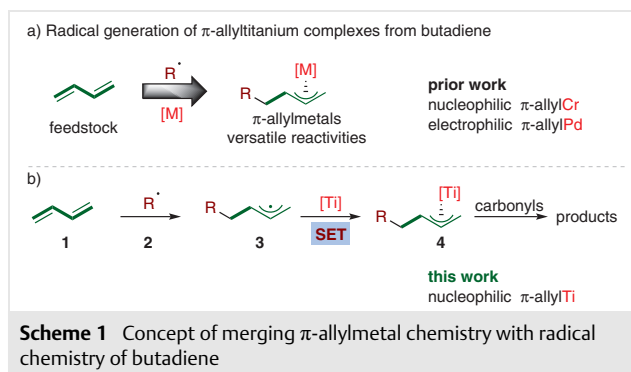 a) Radical generation of π-allyltitanium complexes from butadiene
R•
[M]
feedstock
[M]
R
π-allylmetals
versatile reactivities
prior work
nucleophilic π-allylCr
electrophilic π-allylPd
b)
1
R•
2
R
3
[Ti]
SET
[Ti]
R
4
carbonyls
products
this work
nucleophilic π-allylTi
Scheme 1 Concept of merging π-allylmetal chemistry with radical
chemistry of butadiene